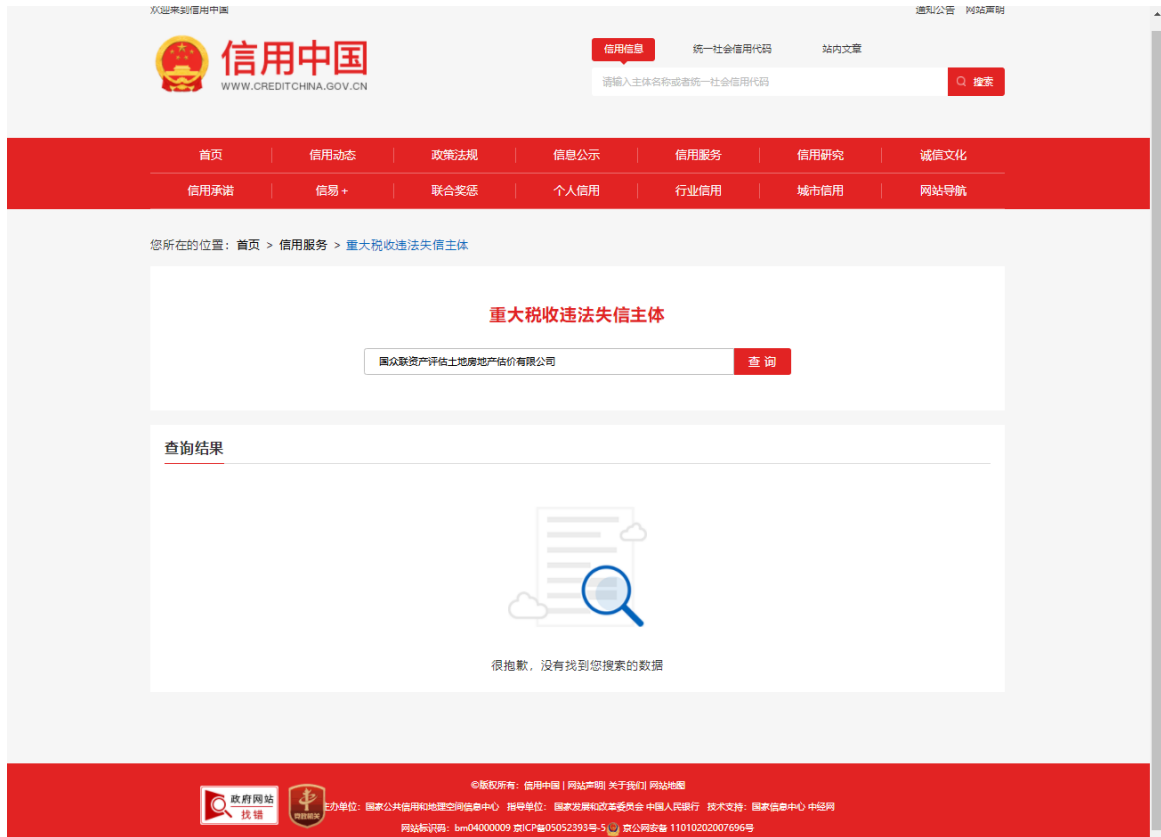 欢迎来到信用中国 通知公告 网站声明
信用中国
WWW.CREDITCHINA.GOV.CN
信用信息 统一社会信用代码 站内文章
请输入主体名称或者统一社会信用代码 搜索
首页 信用动态 政策法规 信息公示 信用服务 信用研究 诚信文化
信用承诺 信易+ 联合奖惩 个人信用 行业信用 城市信用 网站导航
您所在的位置：首页 > 信用服务 > 重大税收违法失信主体
重大税收违法失信主体
国众联资产评估土地房地产估价有限公司 查 询
查询结果
很抱歉，没有找到您搜索的数据
©版权所有：信用中国 | 网站声明| 关于我们| 网站地图
政府网站
找错
党政机关
主办单位：国家公共信用和地理空间信息中心 指导单位：国家发展和改革委员会 中国人民银行 技术支持：国家信息中心 中经网
网站标识码：bm04000009 京ICP备05052393号-5 京公网安备 11010202007696号